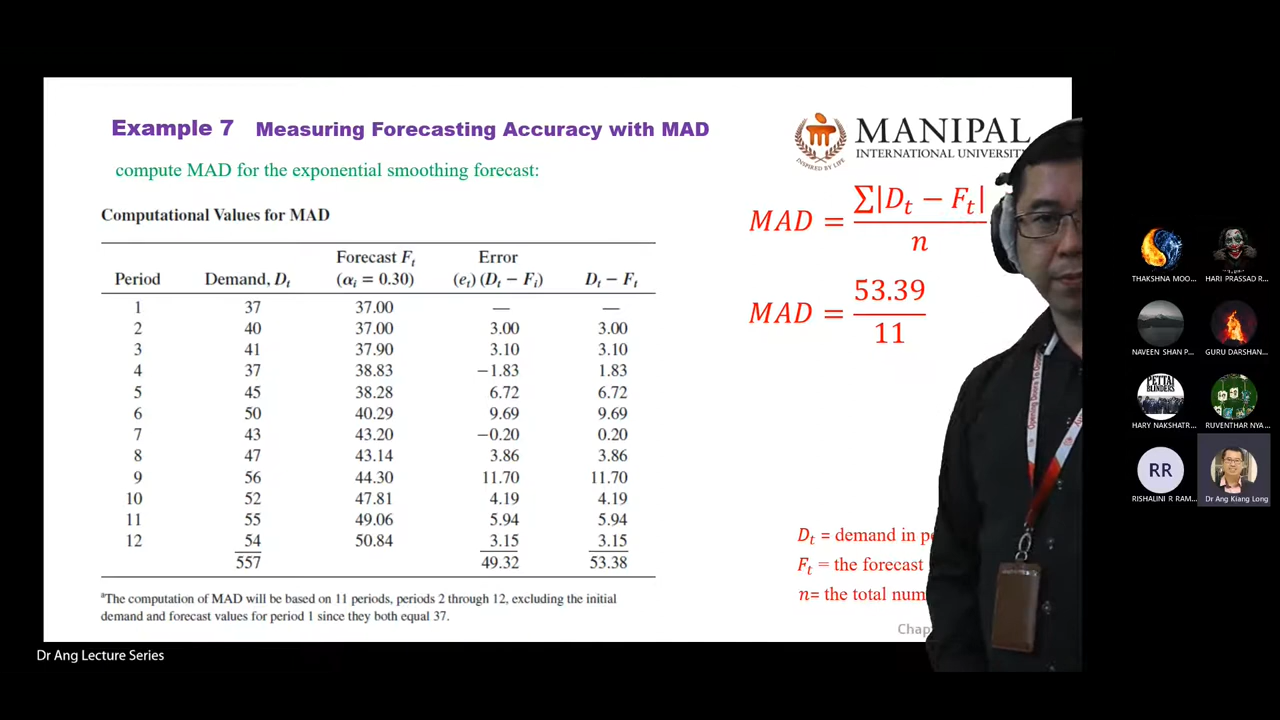 Example 7 Measuring Forecasting Accuracy with MAD
compute MAD for the exponential smoothing forecast:
Computational Values for MAD
Forecast Fₜ Error
Period Demand, Dₜ (αᵢ = 0.30) (eₜ) (Dₜ − Fᵢ) Dₜ − Fₜ
1 37 37.00 — —
2 40 37.00 3.00 3.00
3 41 37.90 3.10 3.10
4 37 38.83 −1.83 1.83
5 45 38.28 6.72 6.72
6 50 40.29 9.69 9.69
7 43 43.20 −0.20 0.20
8 47 43.14 3.86 3.86
9 56 44.30 11.70 11.70
10 52 47.81 4.19 4.19
11 55 49.06 5.94 5.94
12 54 50.84 3.15 3.15
557 49.32 53.38
ᵃThe computation of MAD will be based on 11 periods, periods 2 through 12, excluding the initial
demand and forecast values for period 1 since they both equal 37.
MANIPAL
INTERNATIONAL UNIVERSITY
INSPIRED BY LIFE
MAD = ∑|Dₜ − Fₜ| / n
MAD = 53.39 / 11
Dₜ = demand in
Fₜ = the forecast
n= the total
Opening Doors To
Dr Ang Lecture Series
THAKSHNA MOO... HARI PRASSAD R...
NAVEEN SHAN P... GURU DARSHAN...
PETTAI
BLINDERS
HARY NAKSHATR... RUVENTHAR NYA...
RR
RISHALINI R RAM... Dr Ang Kiang Long